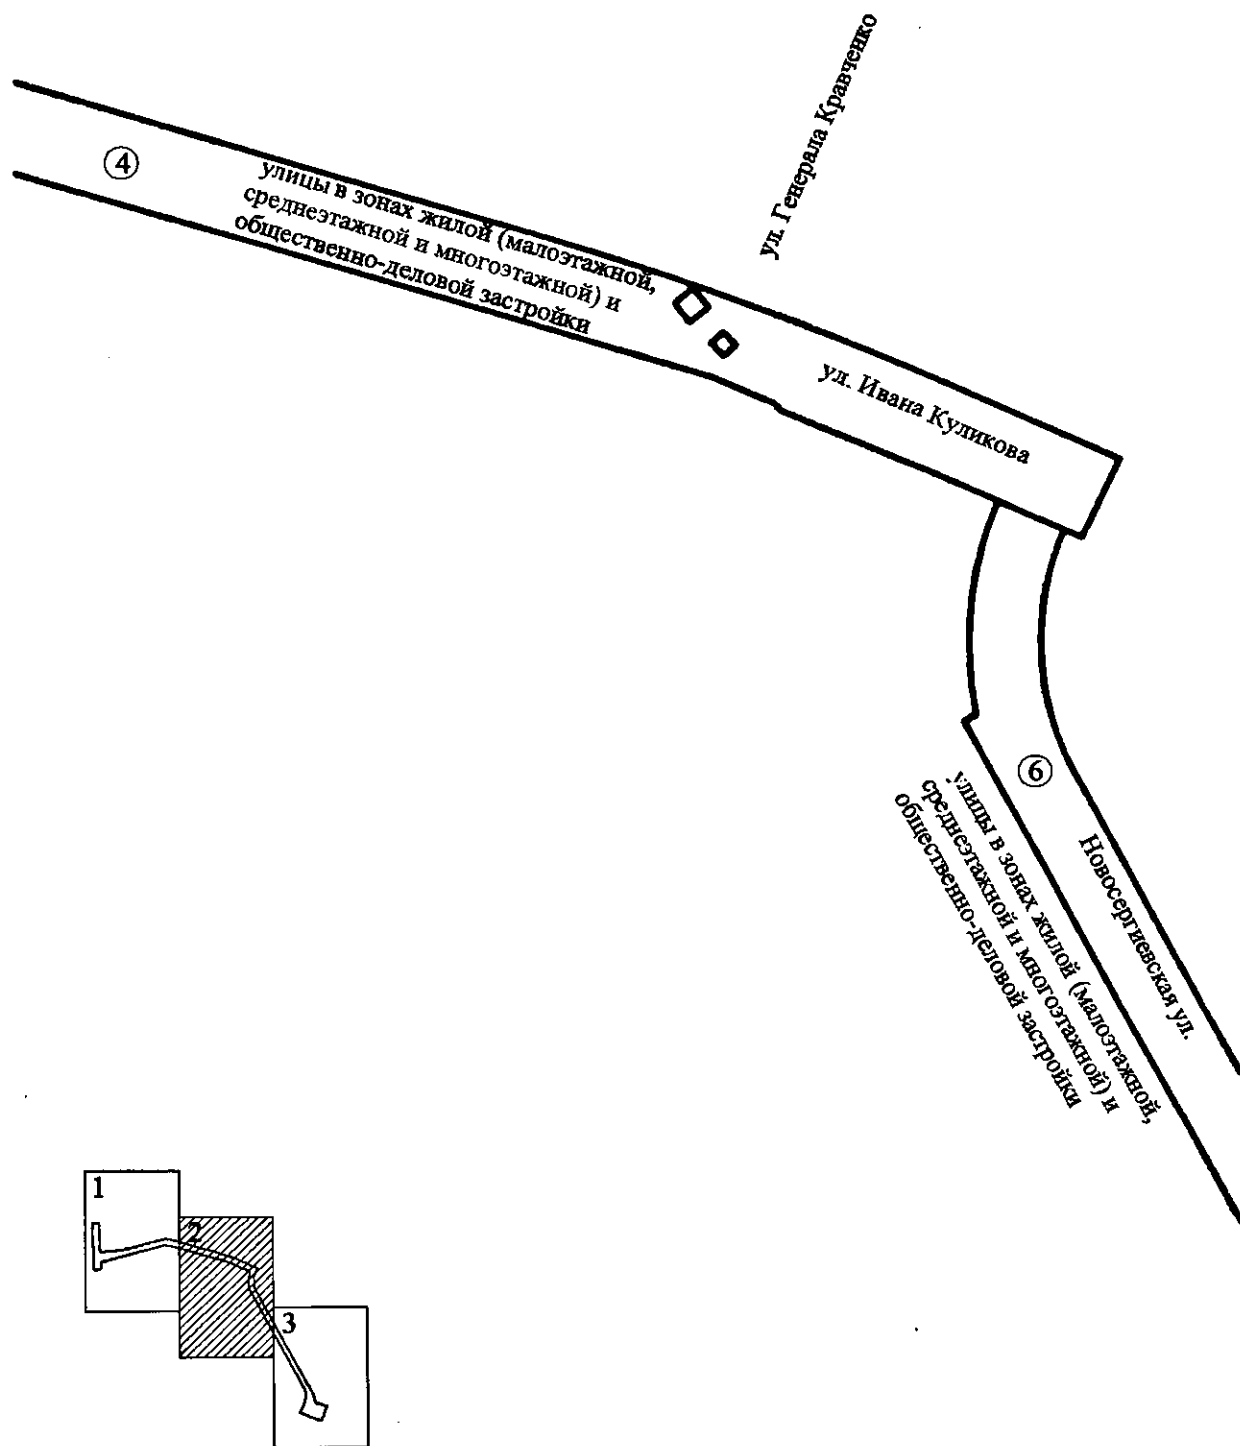 ул. Генерала Кравченко
④
улицы в зонах жилой (малоэтажной,
среднеэтажной и многоэтажной) и
общественно-деловой застройки
ул. Ивана Куликова
⑥
улицы в зонах жилой (малоэтажной,
среднеэтажной и многоэтажной) и
общественно-деловой застройки
Новосергиевская ул.
1
2
3